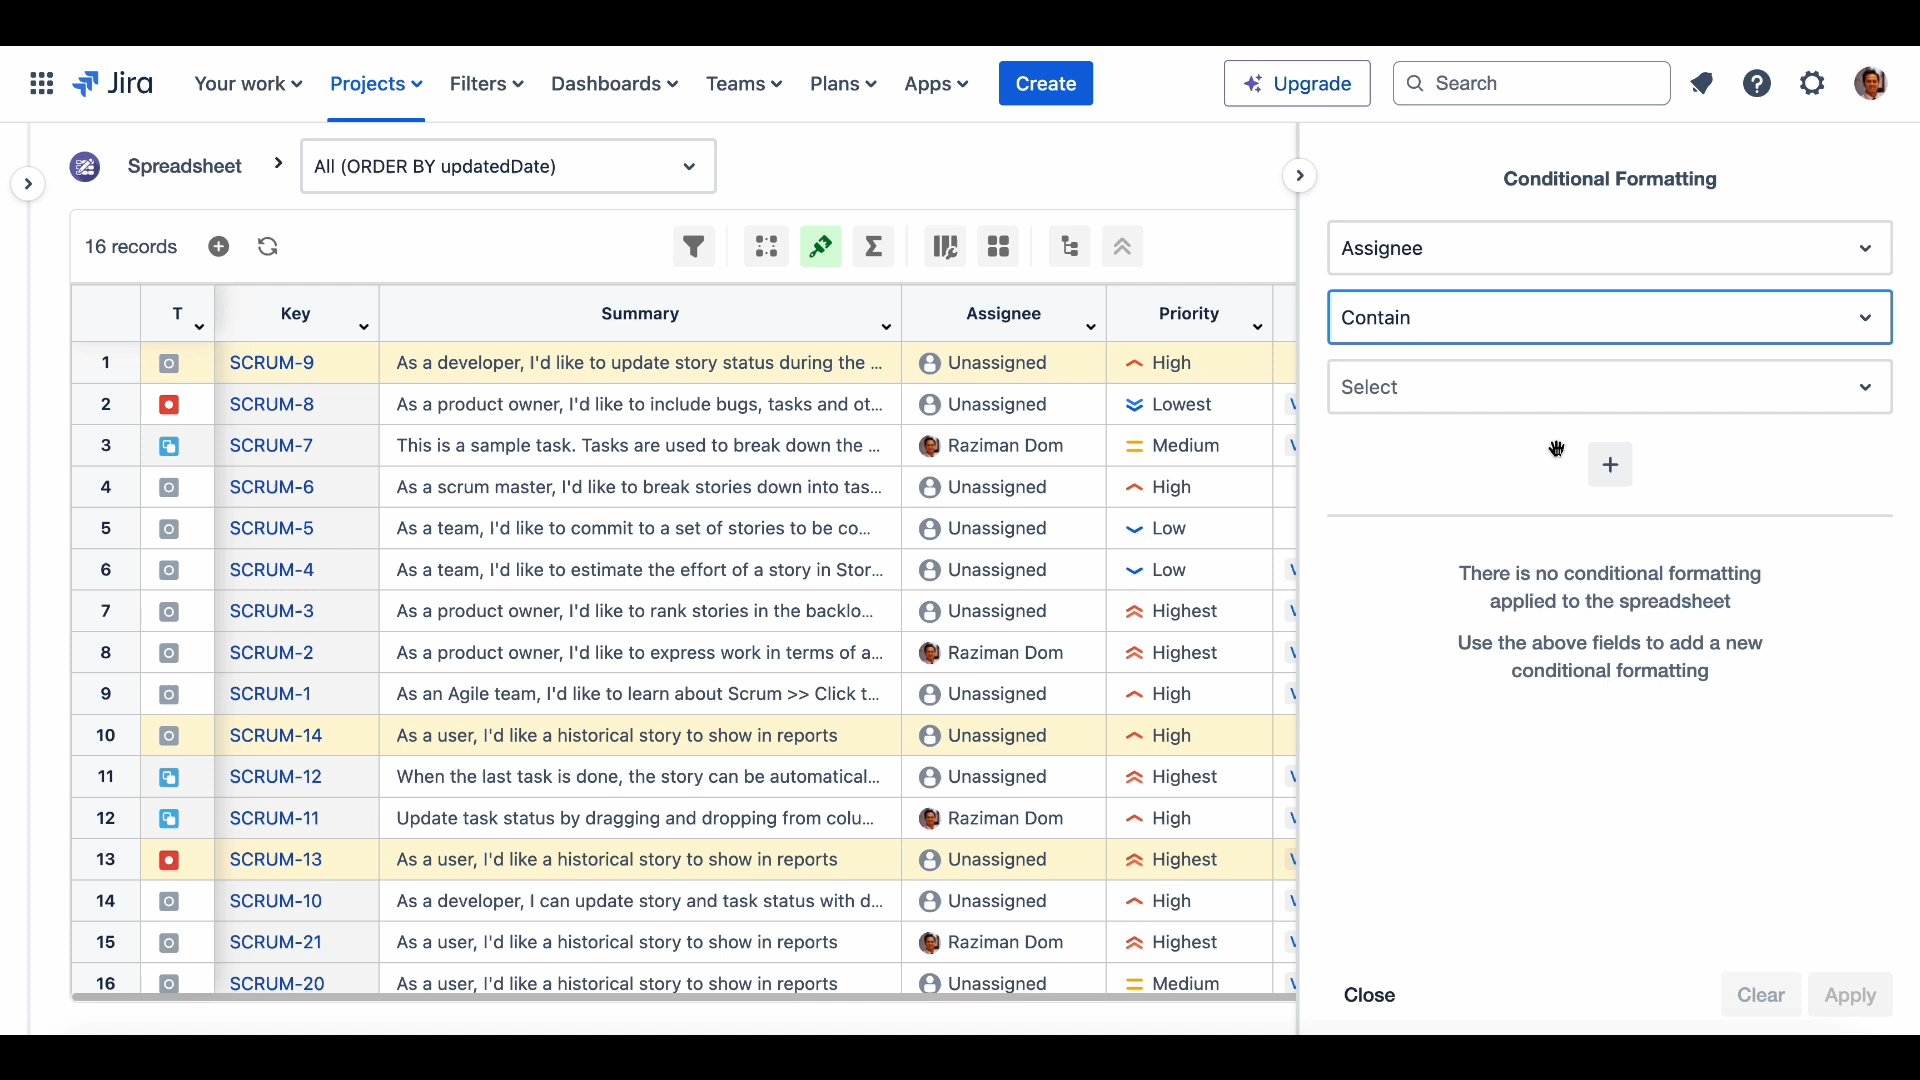 Jira
Your work
Projects
Filters
Dashboards
Teams
Plans
Apps
Create
Upgrade
Search
Spreadsheet
All (ORDER BY updatedDate)
16 records
T Key Summary Assignee Priority
1 SCRUM-9 As a developer, I'd like to update story status during the ... Unassigned High
2 SCRUM-8 As a product owner, I'd like to include bugs, tasks and ot... Unassigned Lowest
3 SCRUM-7 This is a sample task. Tasks are used to break down the ... Raziman Dom Medium
4 SCRUM-6 As a scrum master, I'd like to break stories down into tas... Unassigned High
5 SCRUM-5 As a team, I'd like to commit to a set of stories to be co... Unassigned Low
6 SCRUM-4 As a team, I'd like to estimate the effort of a story in Stor... Unassigned Low
7 SCRUM-3 As a product owner, I'd like to rank stories in the backlo... Unassigned Highest
8 SCRUM-2 As a product owner, I'd like to express work in terms of a... Raziman Dom Highest
9 SCRUM-1 As an Agile team, I'd like to learn about Scrum >> Click t... Unassigned High
10 SCRUM-14 As a user, I'd like a historical story to show in reports Unassigned High
11 SCRUM-12 When the last task is done, the story can be automatical... Unassigned Highest
12 SCRUM-11 Update task status by dragging and dropping from colu... Raziman Dom High
13 SCRUM-13 As a user, I'd like a historical story to show in reports Unassigned Highest
14 SCRUM-10 As a developer, I can update story and task status with d... Unassigned High
15 SCRUM-21 As a user, I'd like a historical story to show in reports Raziman Dom Highest
16 SCRUM-20 As a user, I'd like a historical story to show in reports Unassigned Medium
Conditional Formatting
Assignee
Contain
Select
There is no conditional formatting
applied to the spreadsheet
Use the above fields to add a new
conditional formatting
Close
Clear
Apply